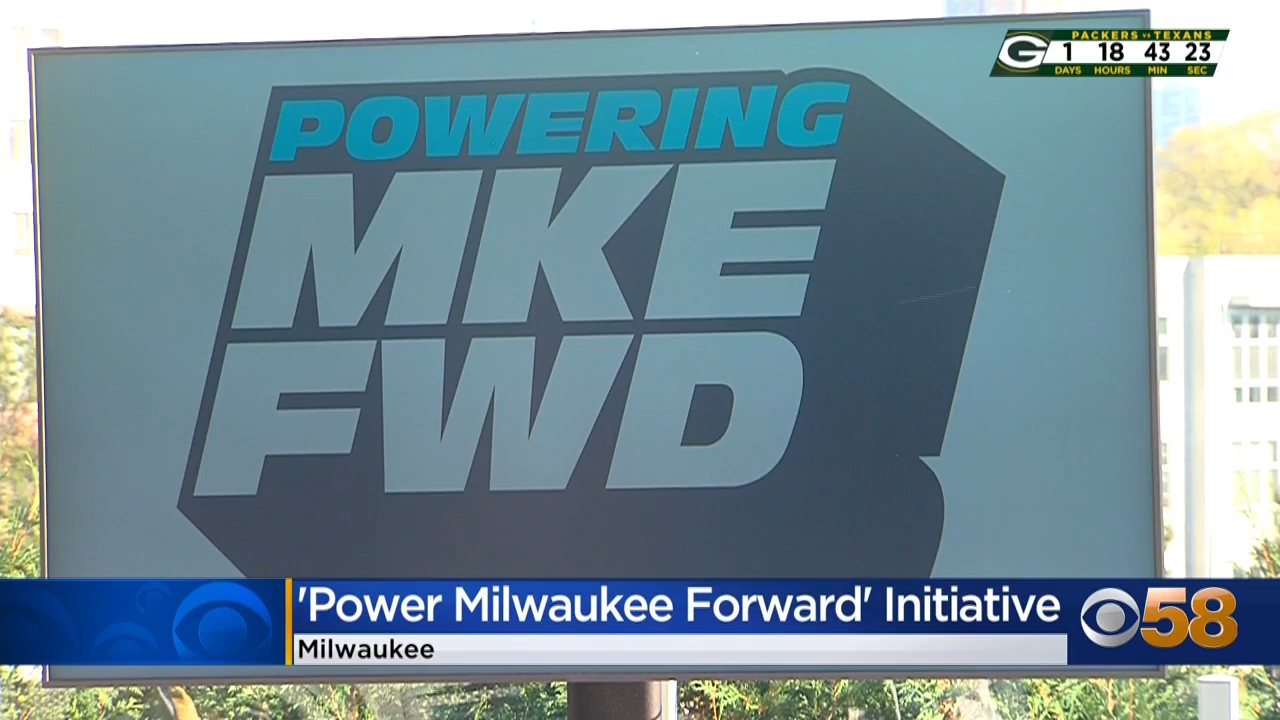 PACKERS vs TEXANS
G 1 18 43 23
DAYS HOURS MIN SEC
POWERING
MKE
FWD
'Power Milwaukee Forward' Initiative
Milwaukee
58